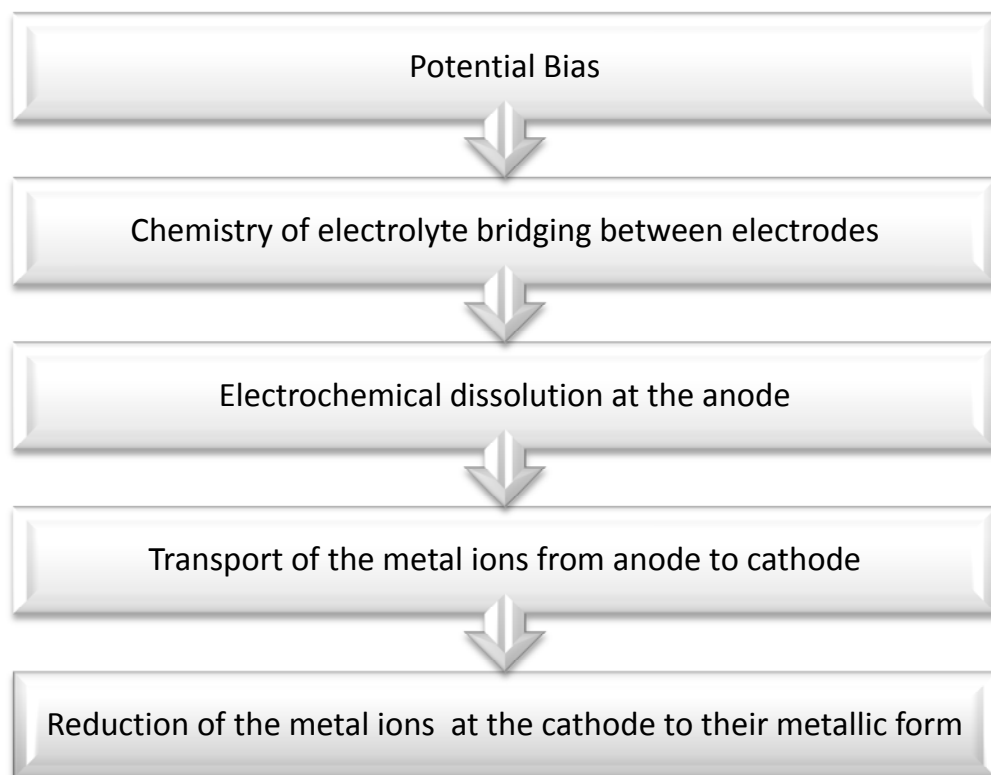 Potential Bias
Chemistry of electrolyte bridging between electrodes
Electrochemical dissolution at the anode
Transport of the metal ions from anode to cathode
Reduction of the metal ions  at the cathode to their metallic form